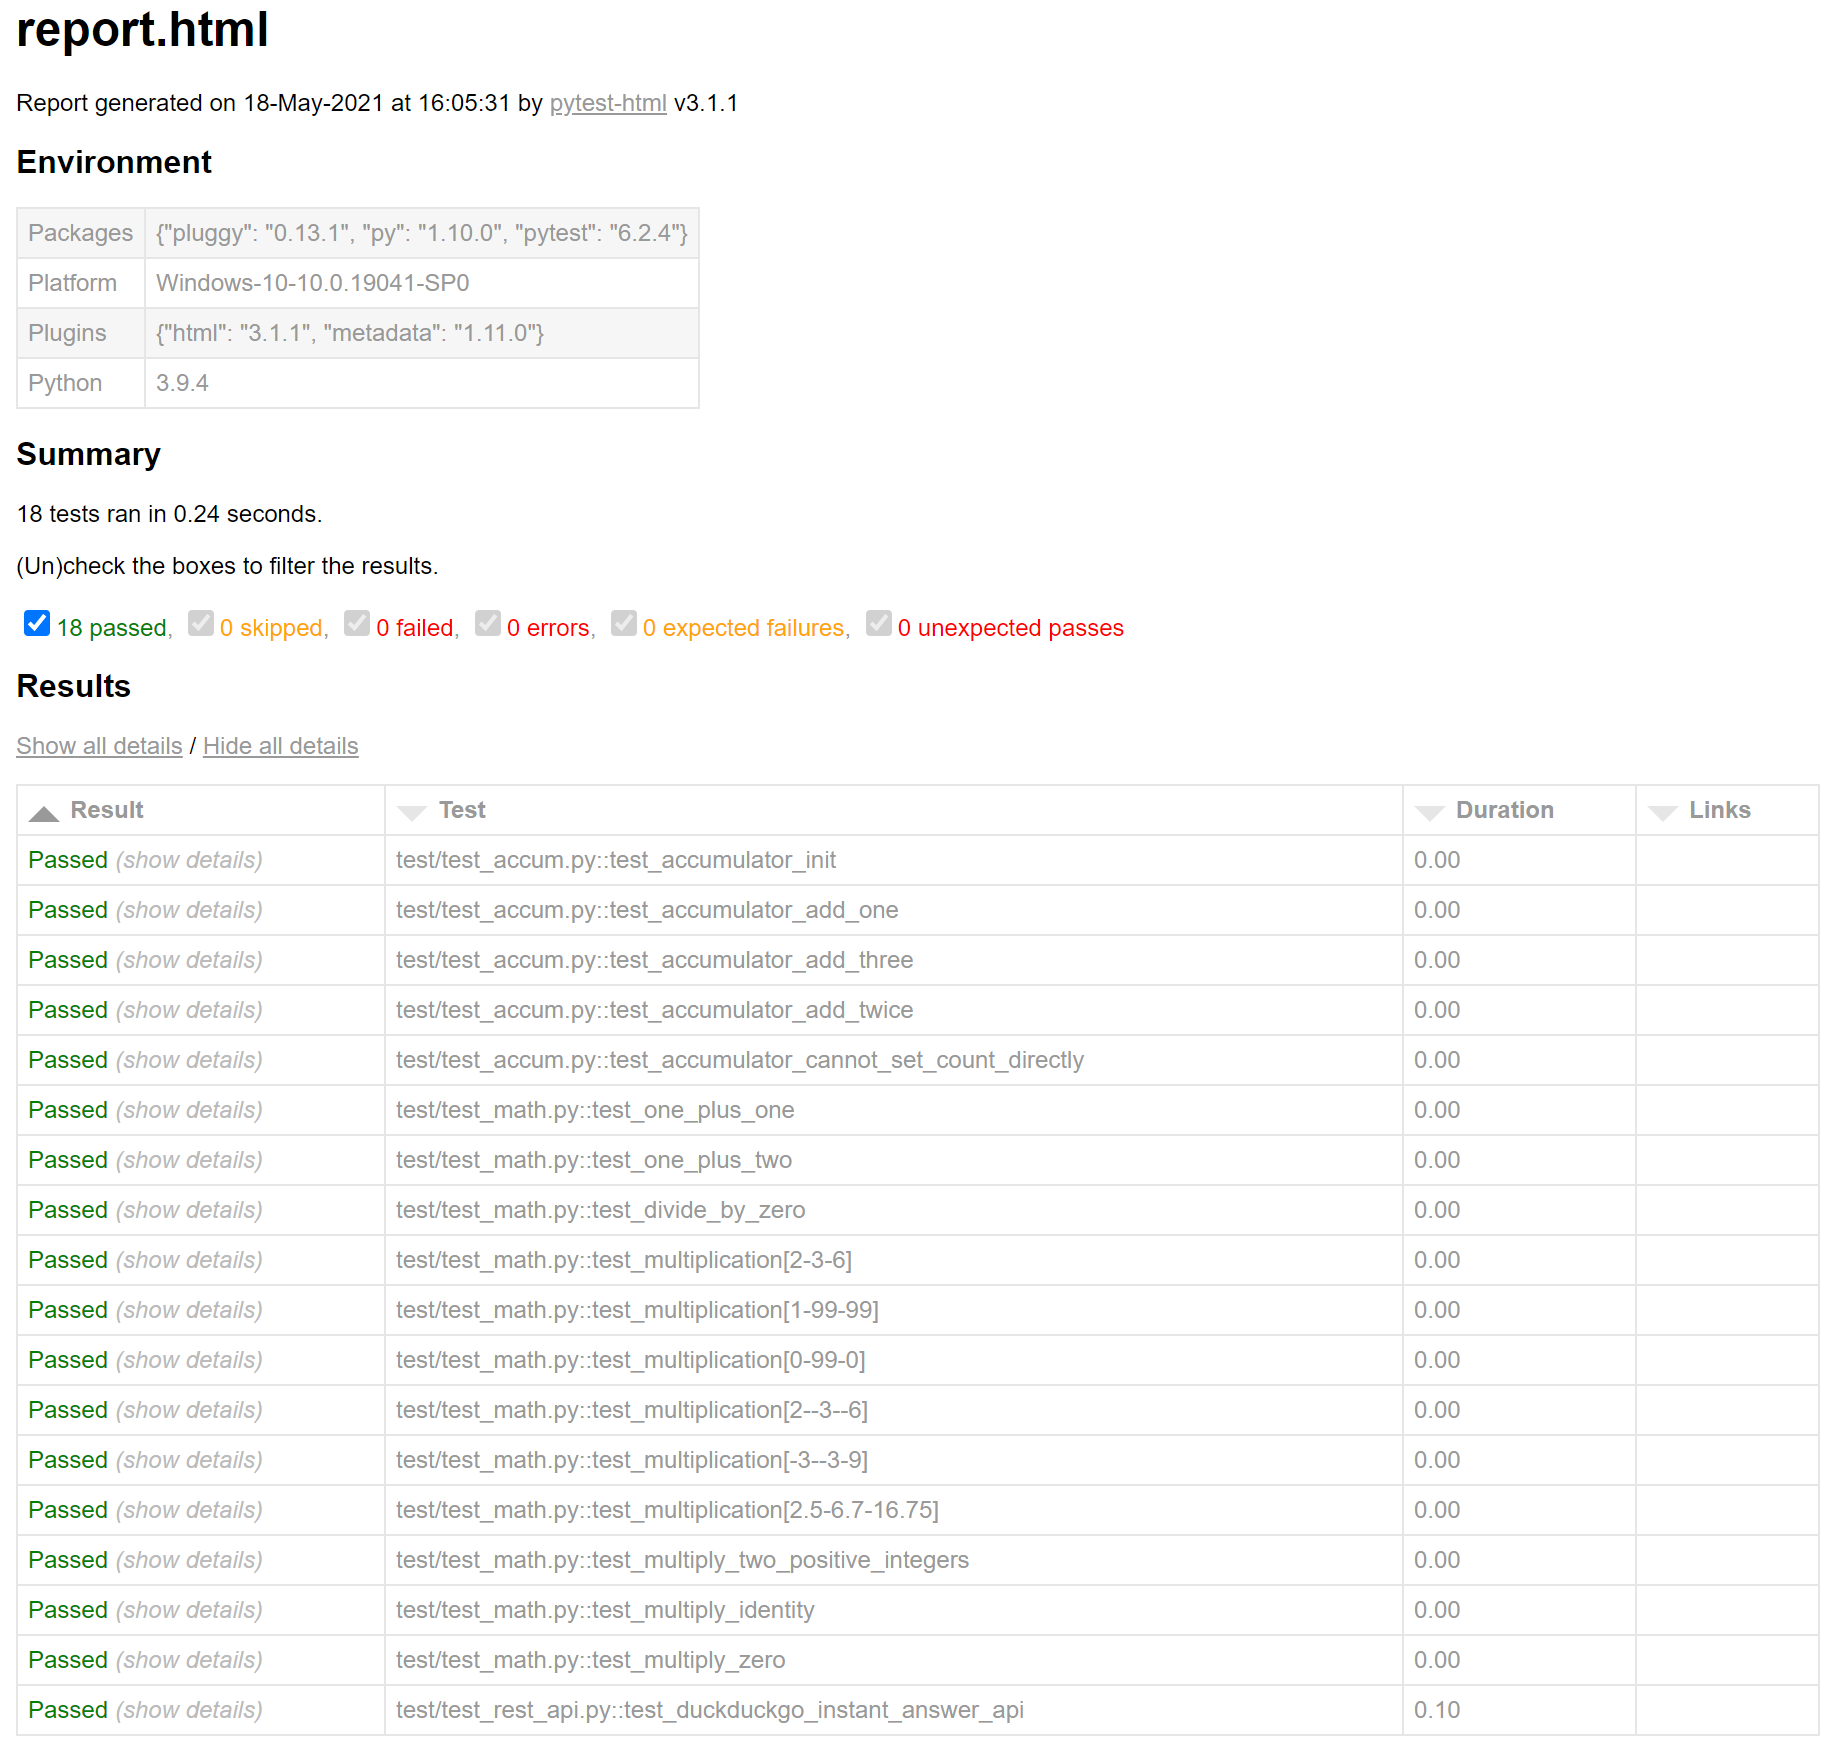 report.html
Report generated on 18-May-2021 at 16:05:31 by pytest-html v3.1.1
Environment
Packages {"pluggy": "0.13.1", "py": "1.10.0", "pytest": "6.2.4"}
Platform Windows-10-10.0.19041-SP0
Plugins {"html": "3.1.1", "metadata": "1.11.0"}
Python 3.9.4
Summary
18 tests ran in 0.24 seconds.
(Un)check the boxes to filter the results.
18 passed, 0 skipped, 0 failed, 0 errors, 0 expected failures, 0 unexpected passes
Results
Show all details / Hide all details
Result Test Duration Links
Passed (show details) test/test_accum.py::test_accumulator_init 0.00
Passed (show details) test/test_accum.py::test_accumulator_add_one 0.00
Passed (show details) test/test_accum.py::test_accumulator_add_three 0.00
Passed (show details) test/test_accum.py::test_accumulator_add_twice 0.00
Passed (show details) test/test_accum.py::test_accumulator_cannot_set_count_directly 0.00
Passed (show details) test/test_math.py::test_one_plus_one 0.00
Passed (show details) test/test_math.py::test_one_plus_two 0.00
Passed (show details) test/test_math.py::test_divide_by_zero 0.00
Passed (show details) test/test_math.py::test_multiplication[2-3-6] 0.00
Passed (show details) test/test_math.py::test_multiplication[1-99-99] 0.00
Passed (show details) test/test_math.py::test_multiplication[0-99-0] 0.00
Passed (show details) test/test_math.py::test_multiplication[2--3--6] 0.00
Passed (show details) test/test_math.py::test_multiplication[-3--3-9] 0.00
Passed (show details) test/test_math.py::test_multiplication[2.5-6.7-16.75] 0.00
Passed (show details) test/test_math.py::test_multiply_two_positive_integers 0.00
Passed (show details) test/test_math.py::test_multiply_identity 0.00
Passed (show details) test/test_math.py::test_multiply_zero 0.00
Passed (show details) test/test_rest_api.py::test_duckduckgo_instant_answer_api 0.10